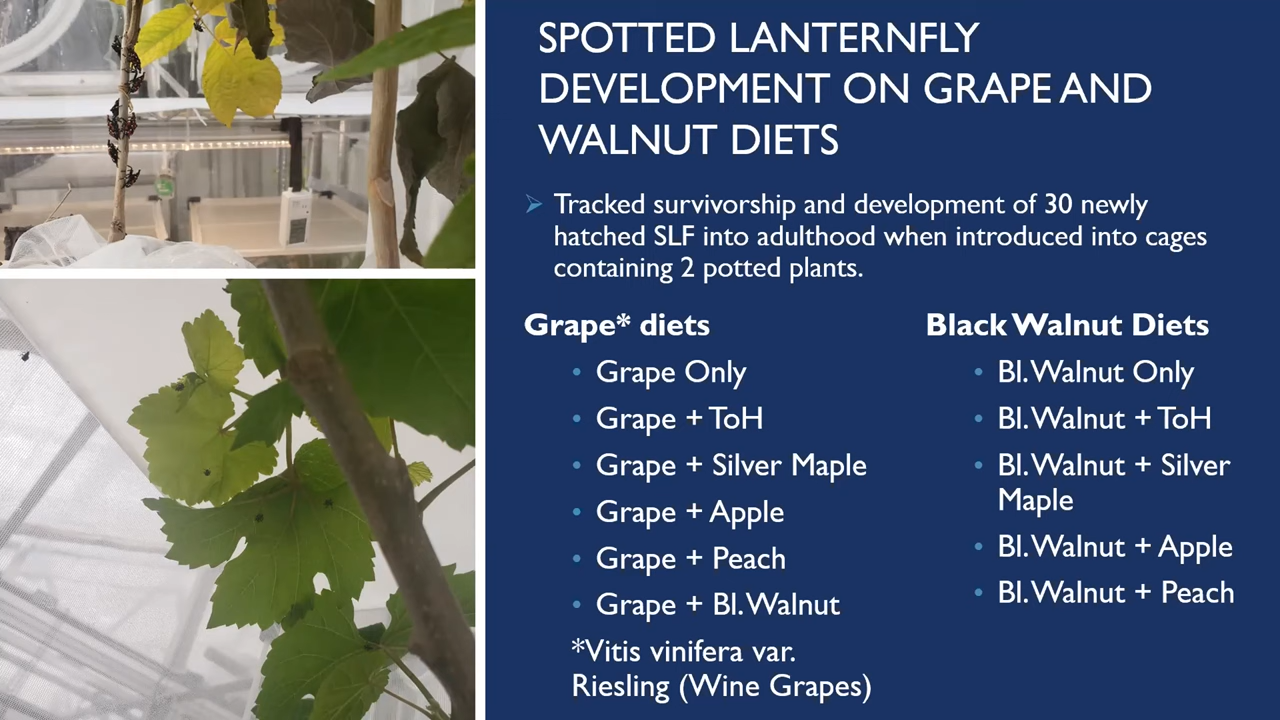 SPOTTED LANTERNFLY
DEVELOPMENT ON GRAPE AND
WALNUT DIETS
Tracked survivorship and development of 30 newly
hatched SLF into adulthood when introduced into cages
containing 2 potted plants.
Grape* diets
Grape Only
Grape + ToH
Grape + Silver Maple
Grape + Apple
Grape + Peach
Grape + Bl. Walnut
*Vitis vinifera var.
Riesling (Wine Grapes)
Black Walnut Diets
Bl. Walnut Only
Bl. Walnut + ToH
Bl. Walnut + Silver
Maple
Bl. Walnut + Apple
Bl. Walnut + Peach